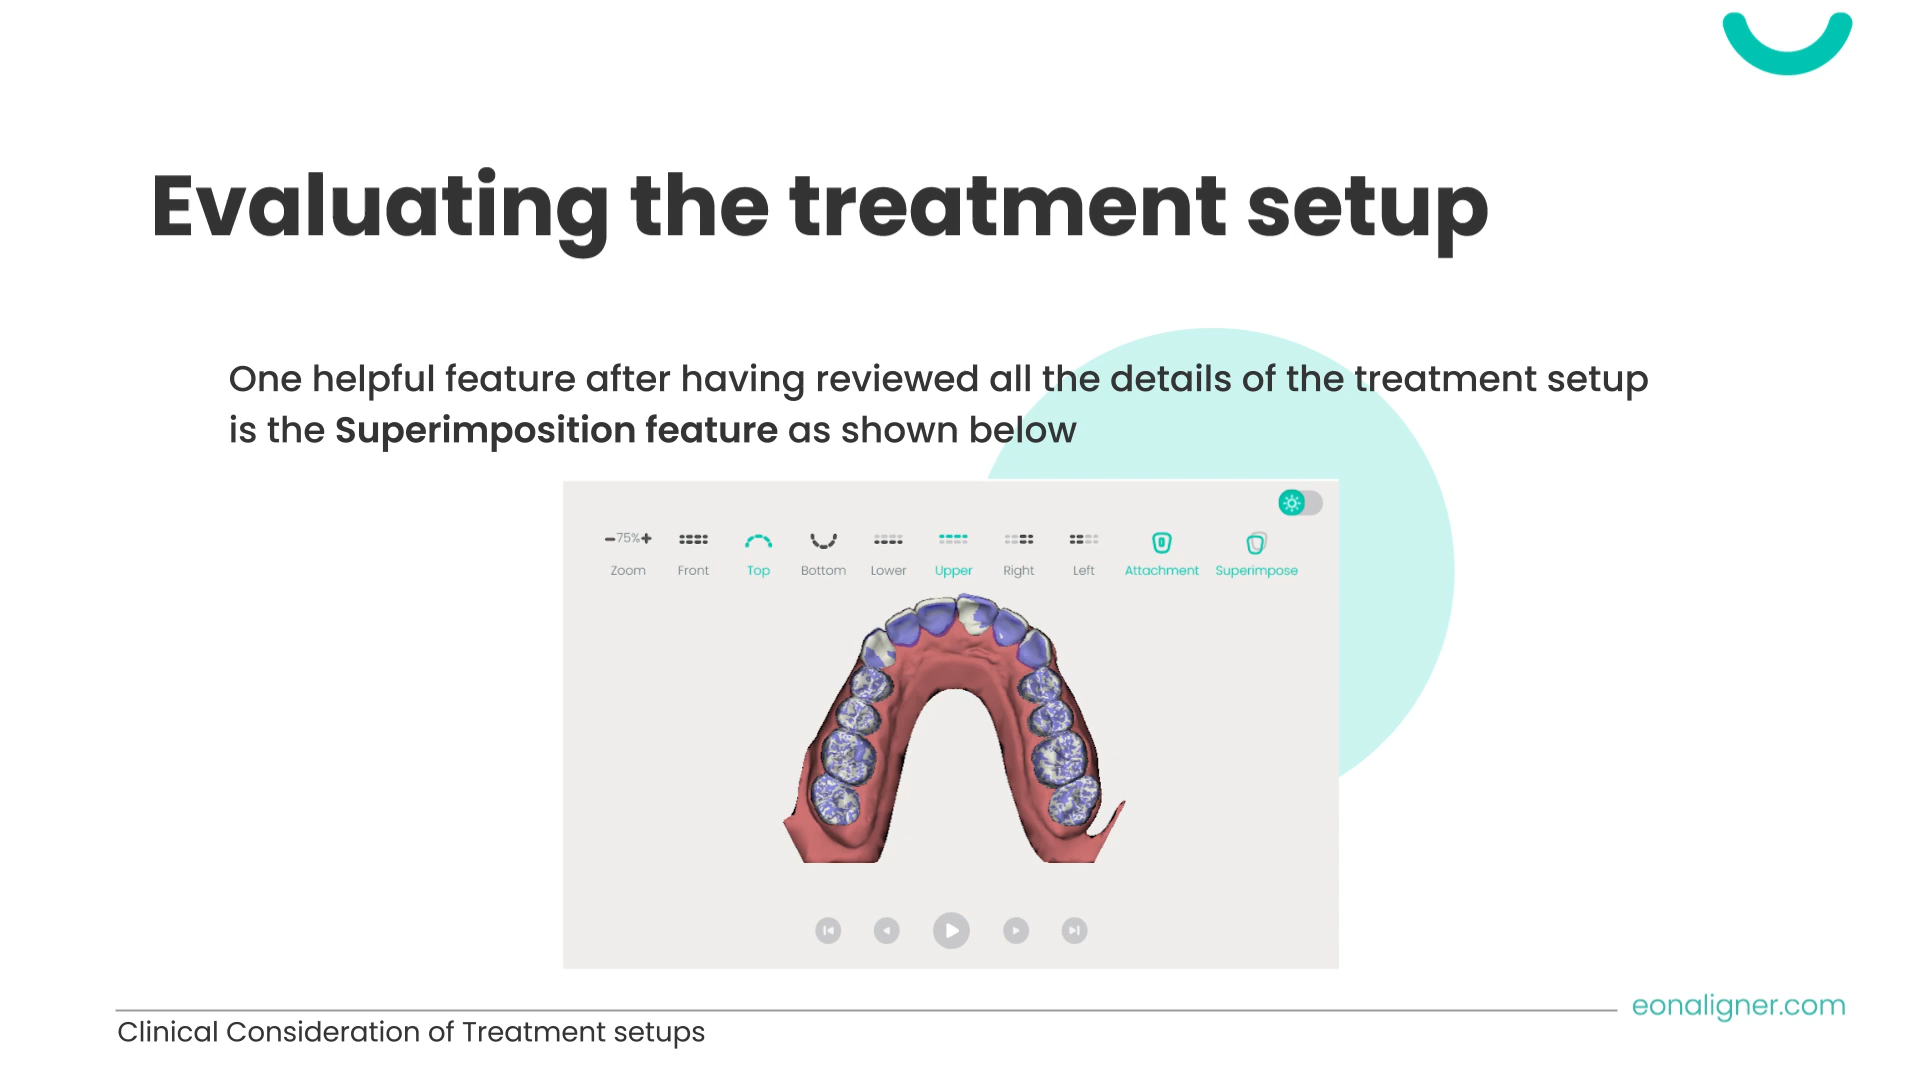 Evaluating the treatment setup
One helpful feature after having reviewed all the details of the treatment setup
is the Superimposition feature as shown below
75%
Zoom Front Top Bottom Lower Upper Right Left Attachment Superimpose
eonaligner.com
Clinical Consideration of Treatment setups